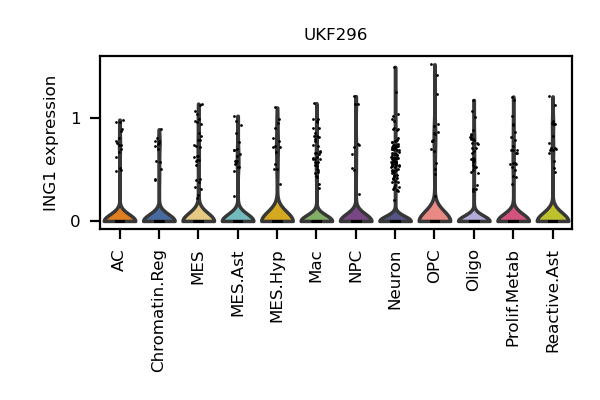 UKF296
ING1 expression
1
0
AC
Chromatin.Reg
MES
MES.Ast
MES.Hyp
Mac
NPC
Neuron
OPC
Oligo
Prolif.Metab
Reactive.Ast